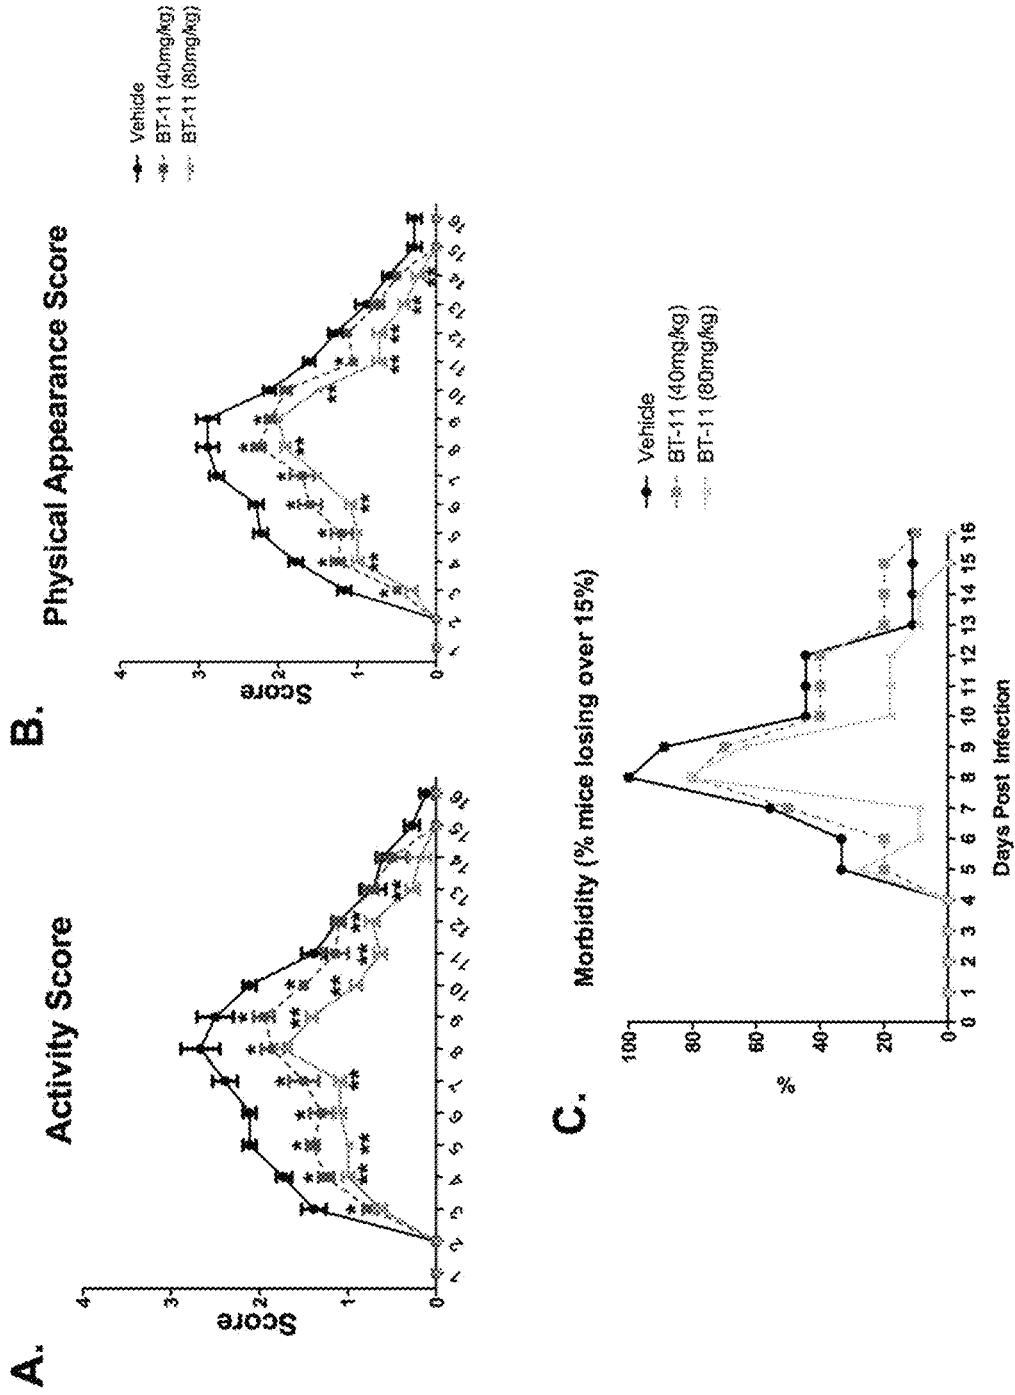 A.
Activity Score
Score
4
3
2
1
0
1 2 3 4 5 6 7 8 9 10 11 12 13 14 15 16
* * * * * * * *
** ** ** ** ** ** ** **
B.
Physical Appearance Score
Score
4
3
2
1
0
1 2 3 4 5 6 7 8 9 10 11 12 13 14 15 16
* * * * * * * *
** ** ** ** ** ** ** **
Vehicle
BT-11 (40mg/kg)
BT-11 (80mg/kg)
C.
Morbidity (% mice losing over 15%)
%
100
80
60
40
20
0
0 1 2 3 4 5 6 7 8 9 10 11 12 13 14 15 16
Days Post Infection
Vehicle
BT-11 (40mg/kg)
BT-11 (80mg/kg)